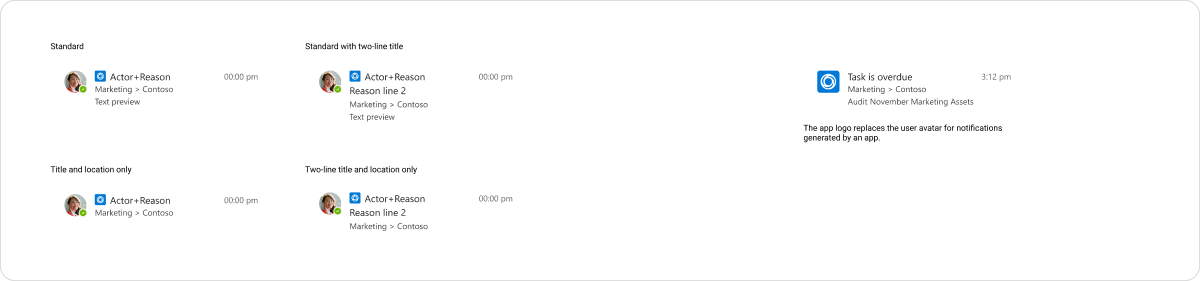 Standard
Actor+Reason
00:00 pm
Marketing > Contoso
Text preview
Standard with two-line title
Actor+Reason
00:00 pm
Reason line 2
Marketing > Contoso
Text preview
Task is overdue
3:12 pm
Marketing > Contoso
Audit November Marketing Assets
The app logo replaces the user avatar for notifications
generated by an app.
Title and location only
Actor+Reason
00:00 pm
Marketing > Contoso
Two-line title and location only
Actor+Reason
00:00 pm
Reason line 2
Marketing > Contoso